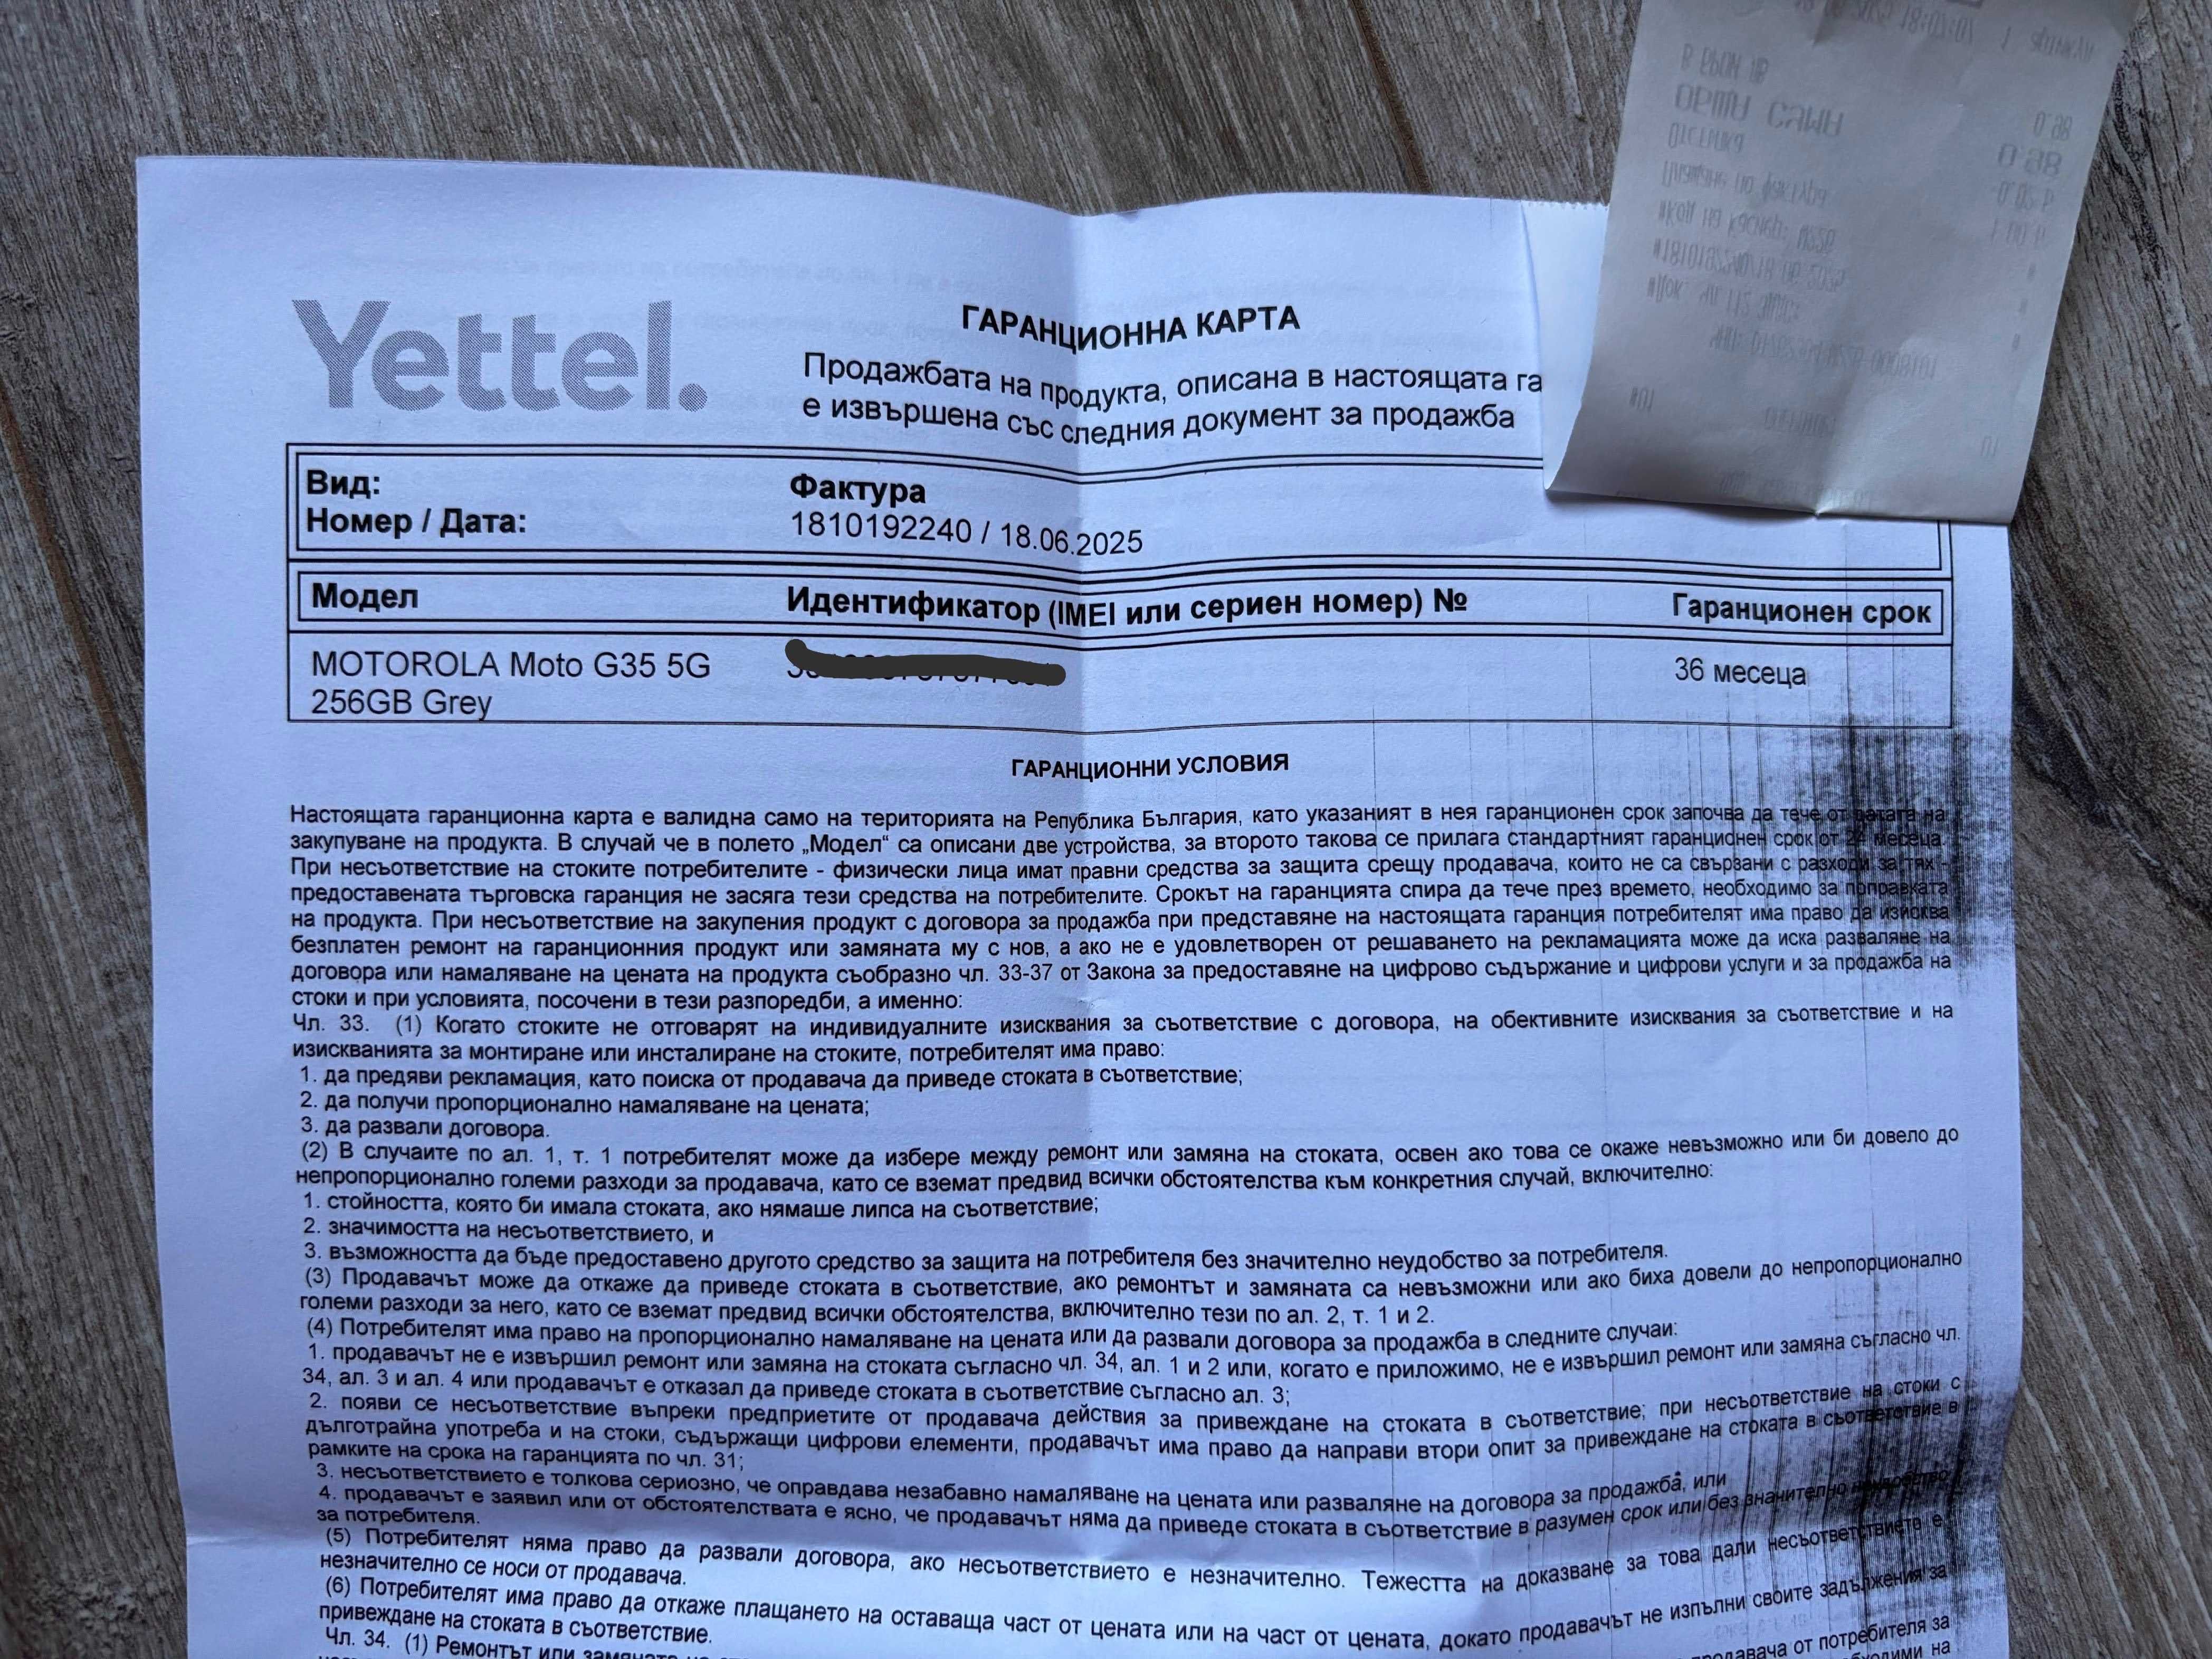 Yettel.
ГАРАНЦИОННА КАРТА
Продажбата на продукта, описана в настоящата га
е извършена със следния документ за продажба
Вид: Фактура
Номер / Дата: 1810192240 / 18.06.2025
Модел Идентификатор (IMEI или сериен номер) № Гаранционен срок
MOTOROLA Moto G35 5G 36 месеца
256GB Grey
ГАРАНЦИОННИ УСЛОВИЯ
Настоящата гаранционна карта е валидна само на територията на Република България, като указаният в нея гаранционен срок започва да тече от датата на
закупуване на продукта. В случай че в полето „Модел“ са описани две устройства, за второто такова се прилага стандартният гаранционен срок от 24 месеца.
При несъответствие на стоките потребителите - физически лица имат правни средства за защита срещу продавача, които не са свързани с разходи за тях -
предоставената търговска гаранция не засяга тези средства на потребителите. Срокът на гаранцията спира да тече през времето, необходимо за поправката
на продукта. При несъответствие на закупения продукт с договора за продажба при представяне на настоящата гаранция потребителят има право да изисква
безплатен ремонт на гаранционния продукт или замяната му с нов, а ако не е удовлетворен от решаването на рекламацията може да иска разваляне на
договора или намаляване на цената на продукта съобразно чл. 33-37 от Закона за предоставяне на цифрово съдържание и цифрови услуги и за продажба на
стоки и при условията, посочени в тези разпоредби, а именно:
Чл. 33. (1) Когато стоките не отговарят на индивидуалните изисквания за съответствие с договора, на обективните изисквания за съответствие и на
изискванията за монтиране или инсталиране на стоките, потребителят има право:
1. да предяви рекламация, като поиска от продавача да приведе стоката в съответствие;
2. да получи пропорционално намаляване на цената;
3. да развали договора.
(2) В случаите по ал. 1, т. 1 потребителят може да избере между ремонт или замяна на стоката, освен ако това се окаже невъзможно или би довело до
непропорционално големи разходи за продавача, като се вземат предвид всички обстоятелства към конкретния случай, включително:
1. стойността, която би имала стоката, ако нямаше липса на съответствие;
2. значимостта на несъответствието, и
3. възможността да бъде предоставено другото средство за защита на потребителя без значително неудобство за потребителя.
(3) Продавачът може да откаже да приведе стоката в съответствие, ако ремонтът и замяната са невъзможни или ако биха довели до непропорционално
големи разходи за него, като се вземат предвид всички обстоятелства, включително тези по ал. 2, т. 1 и 2.
(4) Потребителят има право на пропорционално намаляване на цената или да развали договора за продажба в следните случаи:
1. продавачът не е извършил ремонт или замяна на стоката съгласно чл. 34, ал. 1 и 2 или, когато е приложимо, не е извършил ремонт или замяна съгласно чл.
34, ал. 3 и ал. 4 или продавачът е отказал да приведе стоката в съответствие съгласно ал. 3;
2. появи се несъответствие въпреки предприетите от продавача действия за привеждане на стоката в съответствие; при несъответствие на стоки с
дълготрайна употреба и на стоки, съдържащи цифрови елементи, продавачът има право да направи втори опит за привеждане на стоката в съответствие в
рамките на срока на гаранцията по чл. 31;
3. несъответствието е толкова сериозно, че оправдава незабавно намаляване на цената или разваляне на договора за продажба, или
4. продавачът е заявил или от обстоятелствата е ясно, че продавачът няма да приведе стоката в съответствие в разумен срок или без значително неудобство
за потребителя.
(5) Потребителят няма право да развали договора, ако несъответствието е незначително. Тежестта на доказване за това дали несъответствието е
незначително се носи от продавача.
(6) Потребителят има право да откаже плащането на оставаща част от цената или на част от цената, докато продавачът не изпълни своите задължения за
привеждане на стоката в съответствие.
Чл. 34. (1) Ремонтът или замяната
продавача от потребителя за